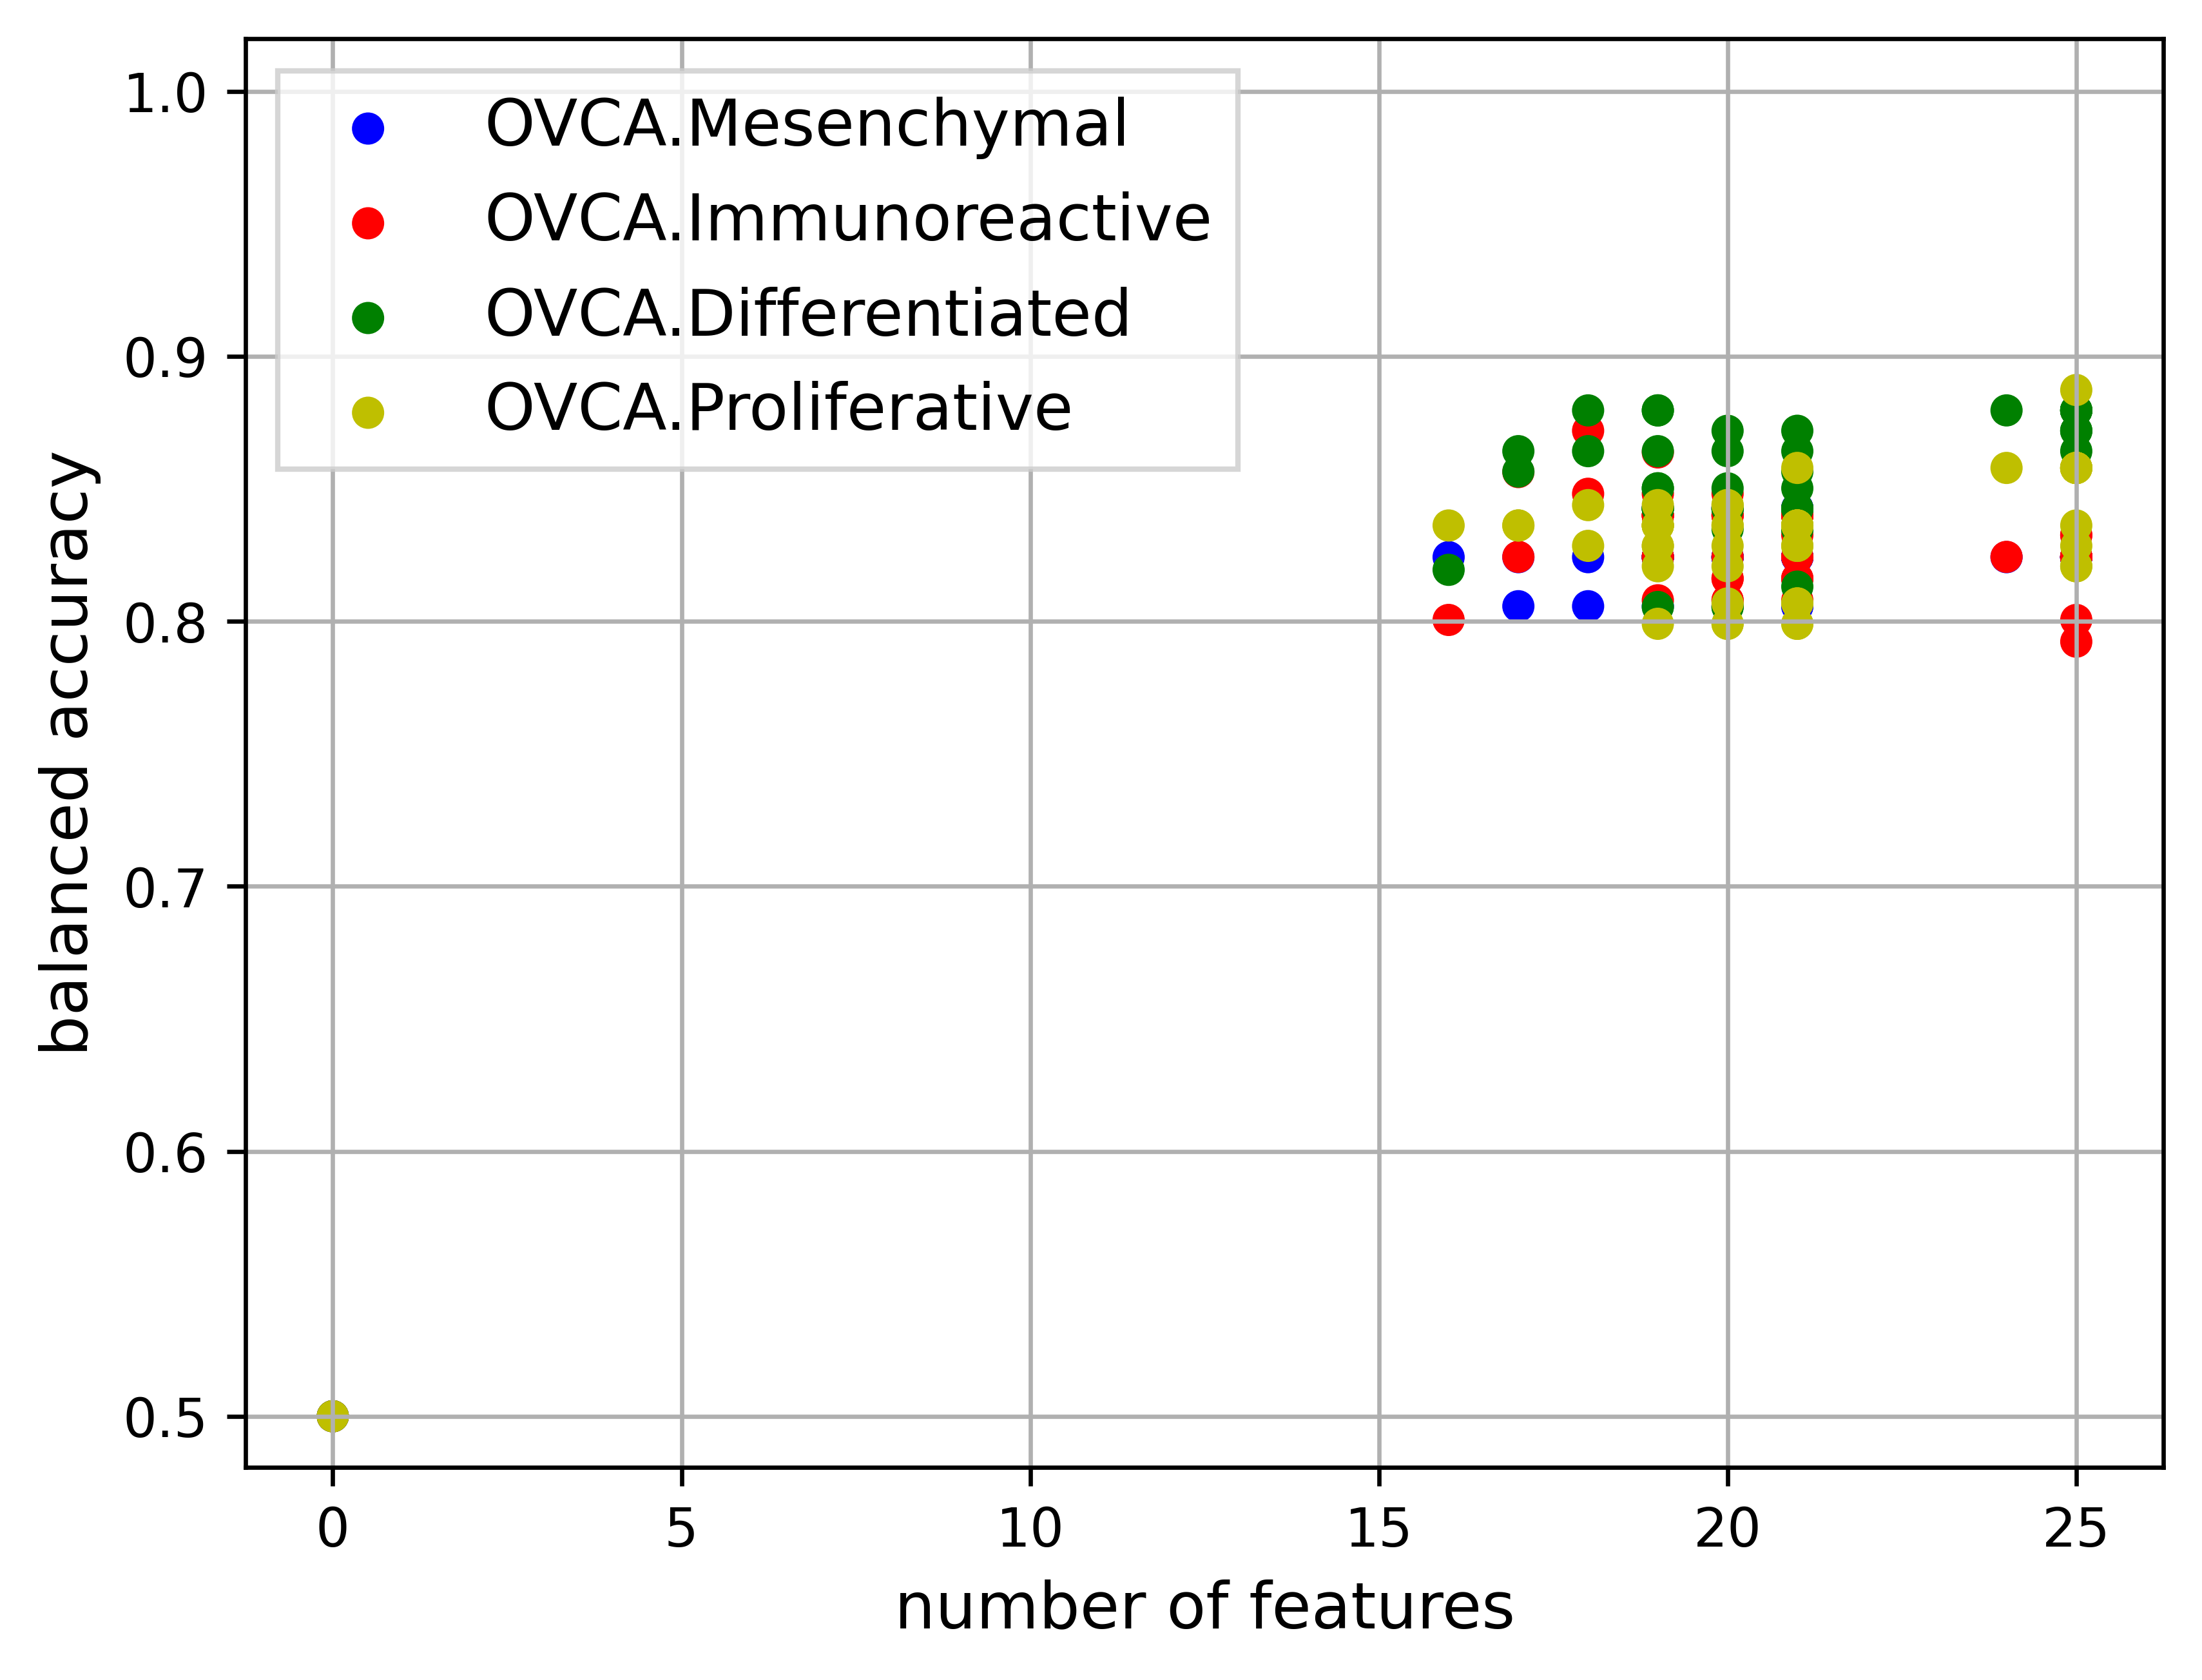 OVCA.Mesenchymal
OVCA.Immunoreactive
OVCA.Differentiated
OVCA.Proliferative
balanced accuracy
1.0
0.9
0.8
0.7
0.6
0.5
0 5 10 15 20 25
number of features